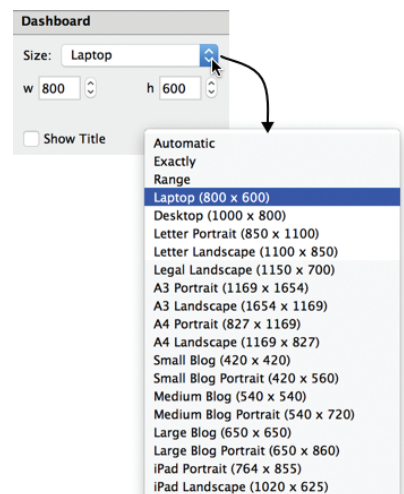 Dashboard
Size: Laptop
w 800 h 600
Show Title
Automatic
Exactly
Range
Laptop (800 x 600)
Desktop (1000 x 800)
Letter Portrait (850 x 1100)
Letter Landscape (1100 x 850)
Legal Landscape (1150 x 700)
A3 Portrait (1169 x 1654)
A3 Landscape (1654 x 1169)
A4 Portrait (827 x 1169)
A4 Landscape (1169 x 827)
Small Blog (420 x 420)
Small Blog Portrait (420 x 560)
Medium Blog (540 x 540)
Medium Blog Portrait (540 x 720)
Large Blog (650 x 650)
Large Blog Portrait (650 x 860)
iPad Portrait (764 x 855)
iPad Landscape (1020 x 625)